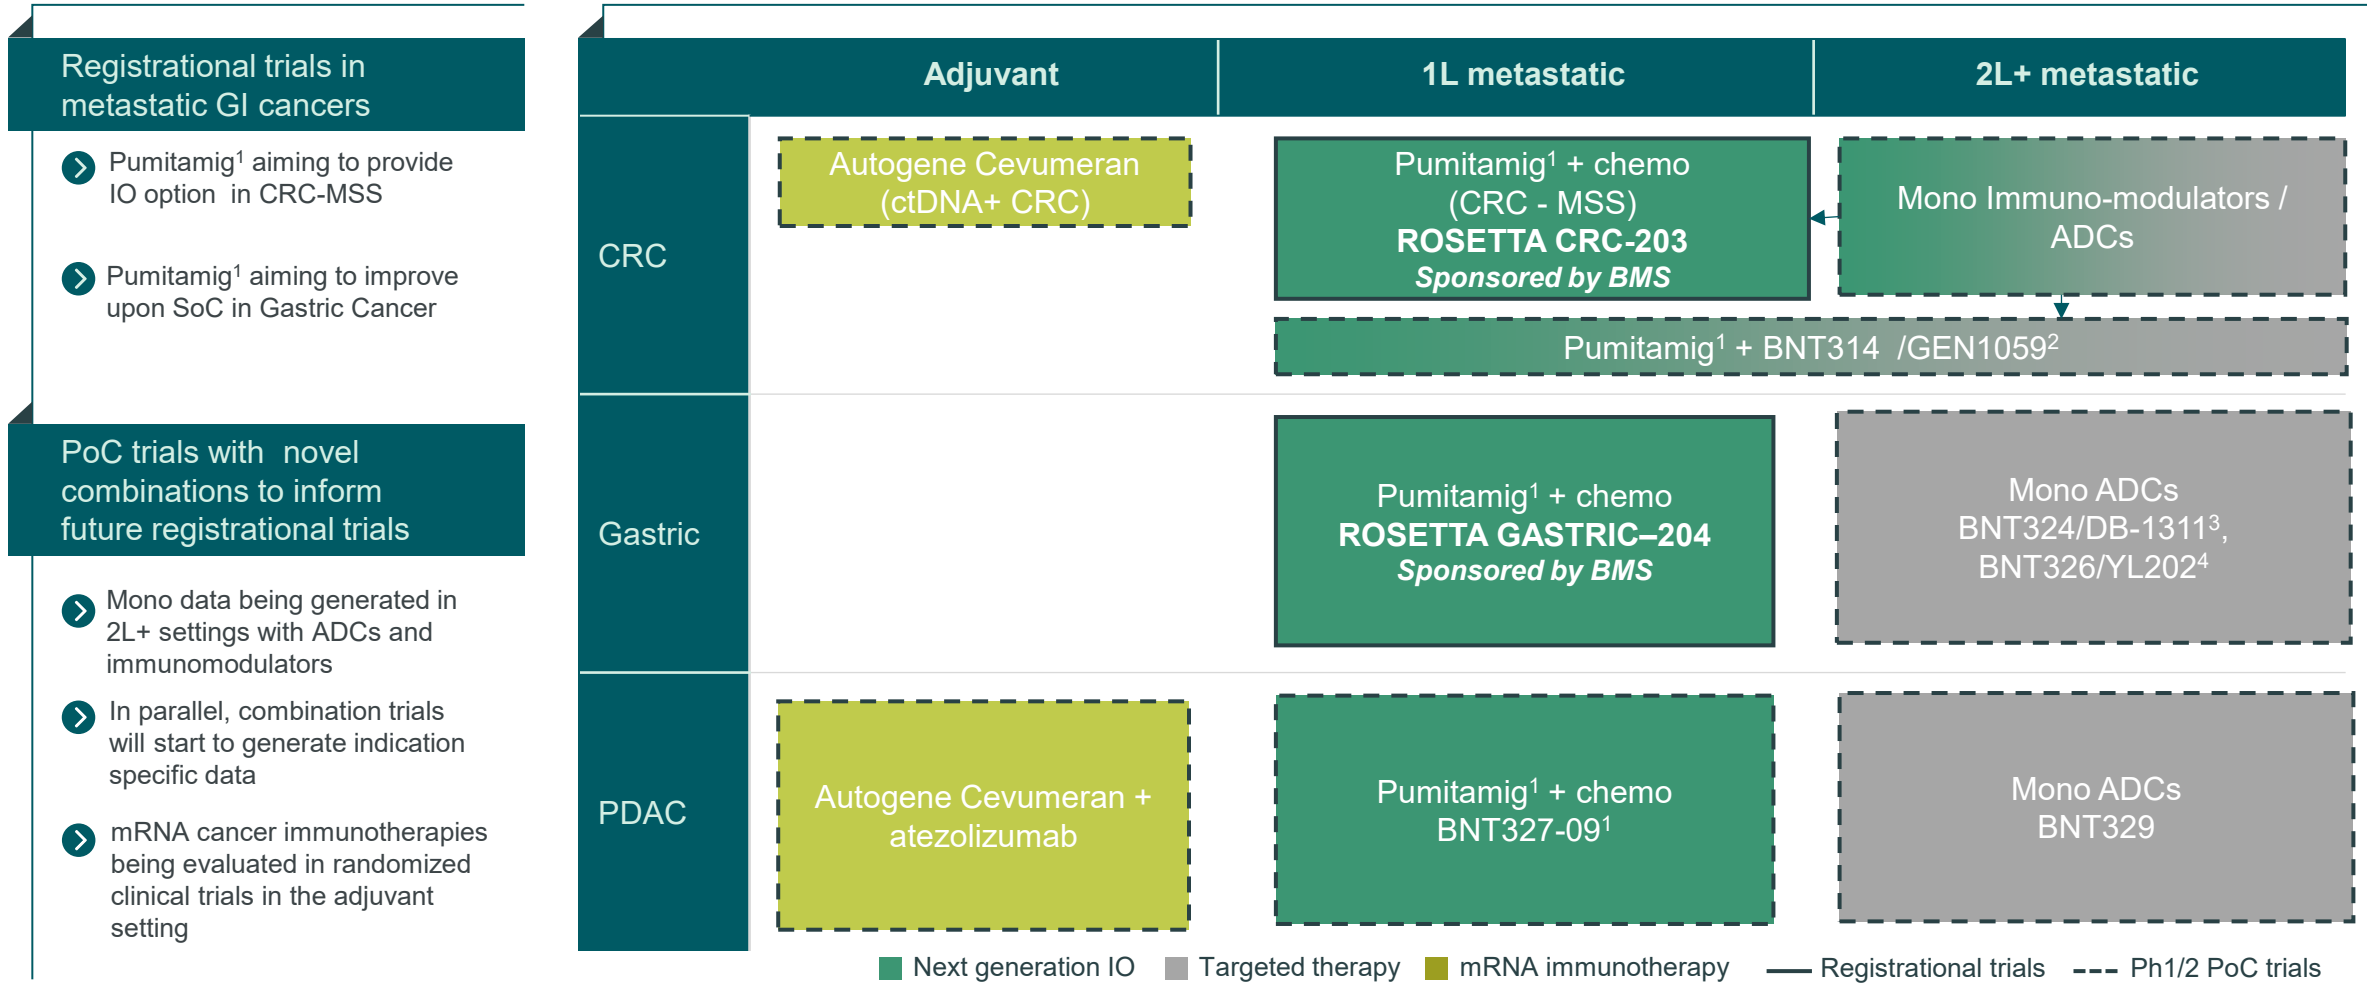 Registrational trials in
metastatic GI cancers
Pumitamig¹ aiming to provide
IO option  in CRC-MSS
Pumitamig¹ aiming to improve
upon SoC in Gastric Cancer
PoC trials with  novel
combinations to inform
future registrational trials
Mono data being generated in
2L+ settings with ADCs and
immunomodulators
In parallel, combination trials
will start to generate indication
specific data
mRNA cancer immunotherapies
being evaluated in randomized
clinical trials in the adjuvant
setting
Adjuvant
1L metastatic
2L+ metastatic
CRC
Autogene Cevumeran
(ctDNA+ CRC)
Pumitamig¹ + chemo
(CRC - MSS)
ROSETTA CRC-203
Sponsored by BMS
Mono Immuno-modulators /
ADCs
Pumitamig¹ + BNT314  /GEN1059²
Gastric
Pumitamig¹ + chemo
ROSETTA GASTRIC–204
Sponsored by BMS
Mono ADCs
BNT324/DB-1311³,
BNT326/YL202⁴
PDAC
Autogene Cevumeran +
atezolizumab
Pumitamig¹ + chemo
BNT327-09¹
Mono ADCs
BNT329
Next generation IO
Targeted therapy
mRNA immunotherapy
Registrational trials
Ph1/2 PoC trials